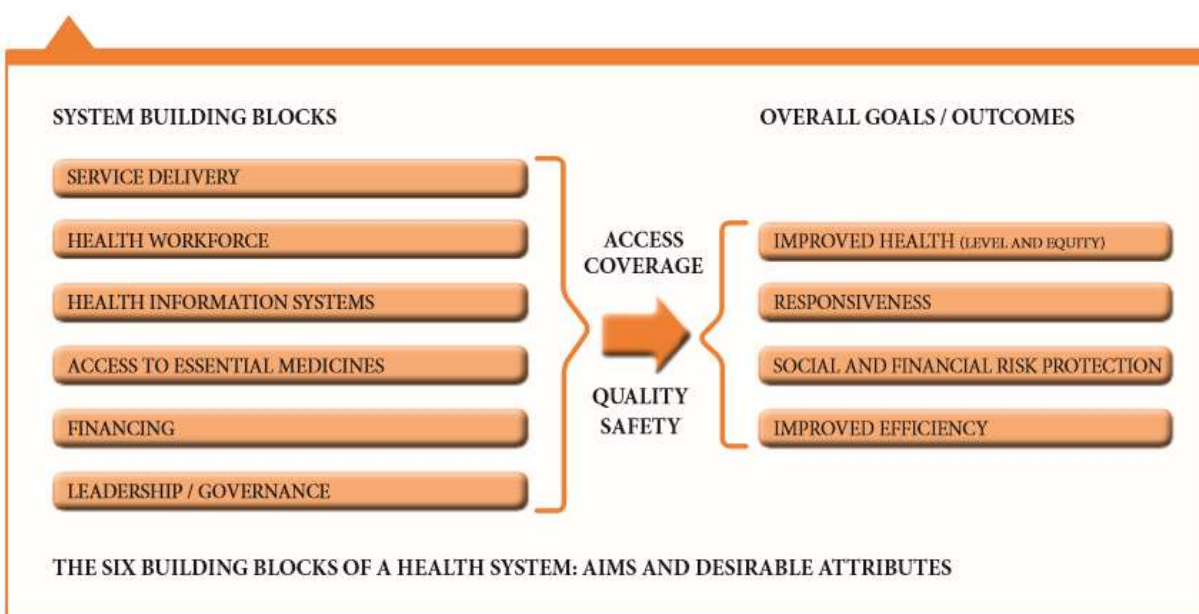 SYSTEM BUILDING BLOCKS
SERVICE DELIVERY
HEALTH WORKFORCE
HEALTH INFORMATION SYSTEMS
ACCESS TO ESSENTIAL MEDICINES
FINANCING
LEADERSHIP / GOVERNANCE
ACCESS
COVERAGE
QUALITY
SAFETY
OVERALL GOALS / OUTCOMES
IMPROVED HEALTH (LEVEL AND EQUITY)
RESPONSIVENESS
SOCIAL AND FINANCIAL RISK PROTECTION
IMPROVED EFFICIENCY
THE SIX BUILDING BLOCKS OF A HEALTH SYSTEM: AIMS AND DESIRABLE ATTRIBUTES